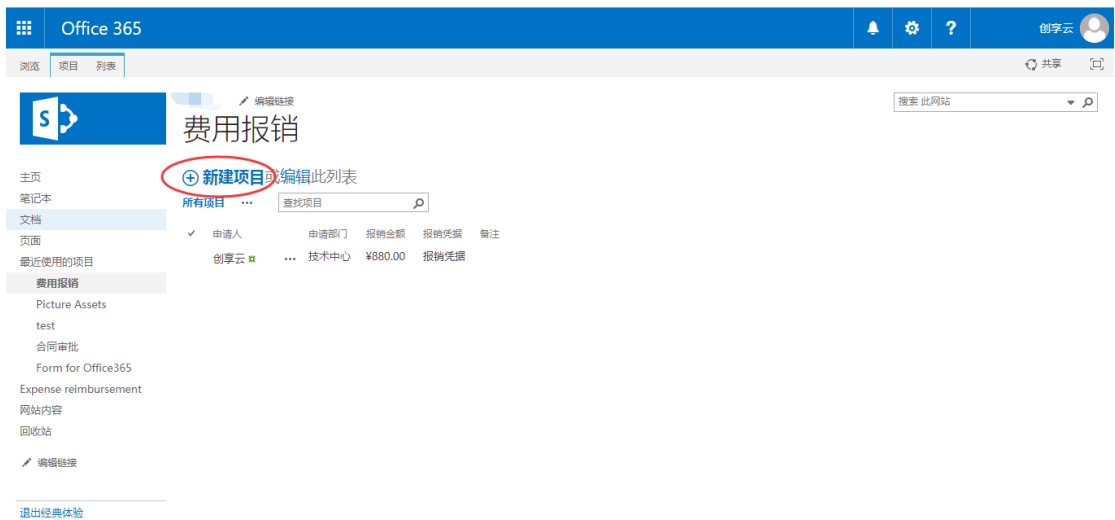 Office 365
?
创享云
浏览 项目 列表
共享
编辑链接
搜索 此网站
S
费用报销
新建项目或编辑此列表
所有项目 ...
查找项目
申请人 申请部门 报销金额 报销凭据 备注
创享云 ... 技术中心 ¥880.00 报销凭据
主页
笔记本
文档
页面
最近使用的项目
费用报销
Picture Assets
test
合同审批
Form for Office365
Expense reimbursement
网站内容
回收站
编辑链接
退出经典体验